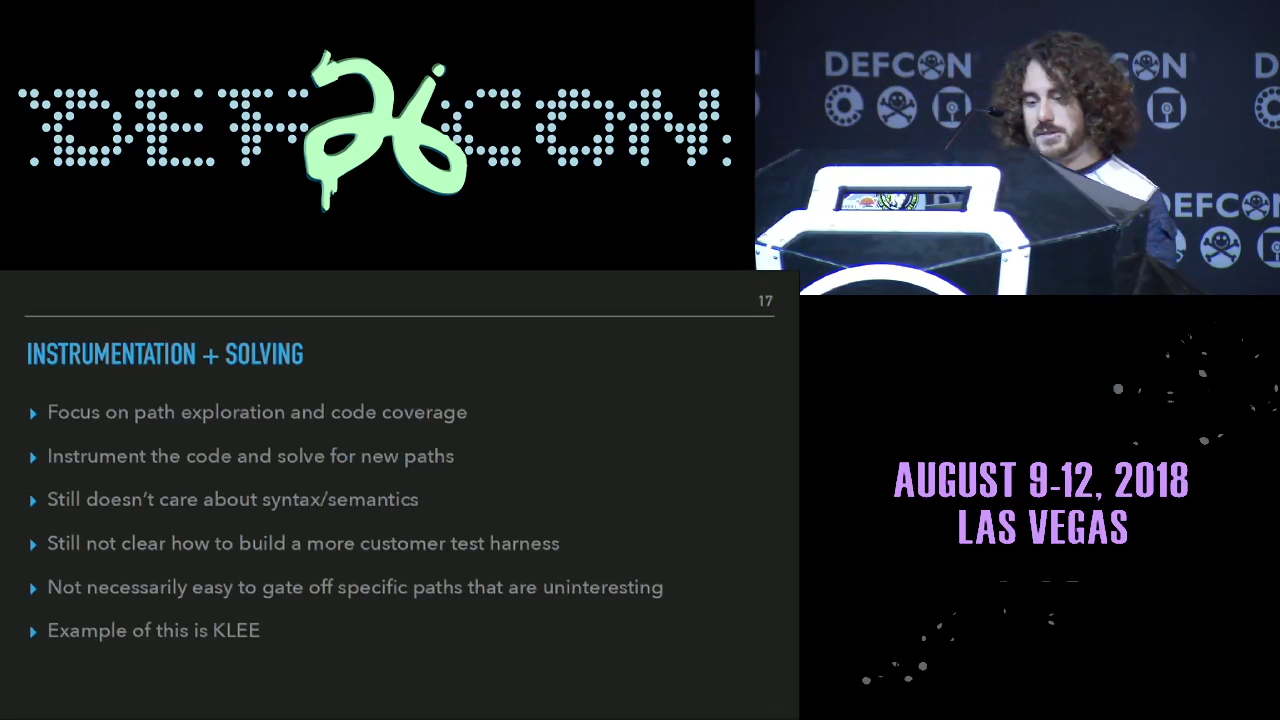 DEF 26 CON
DEFCON
CON
D
EFCON
17
INSTRUMENTATION + SOLVING
Focus on path exploration and code coverage
Instrument the code and solve for new paths
Still doesn't care about syntax/semantics
Still not clear how to build a more customer test harness
Not necessarily easy to gate off specific paths that are uninteresting
Example of this is KLEE
AUGUST 9-12, 2018
LAS VEGAS